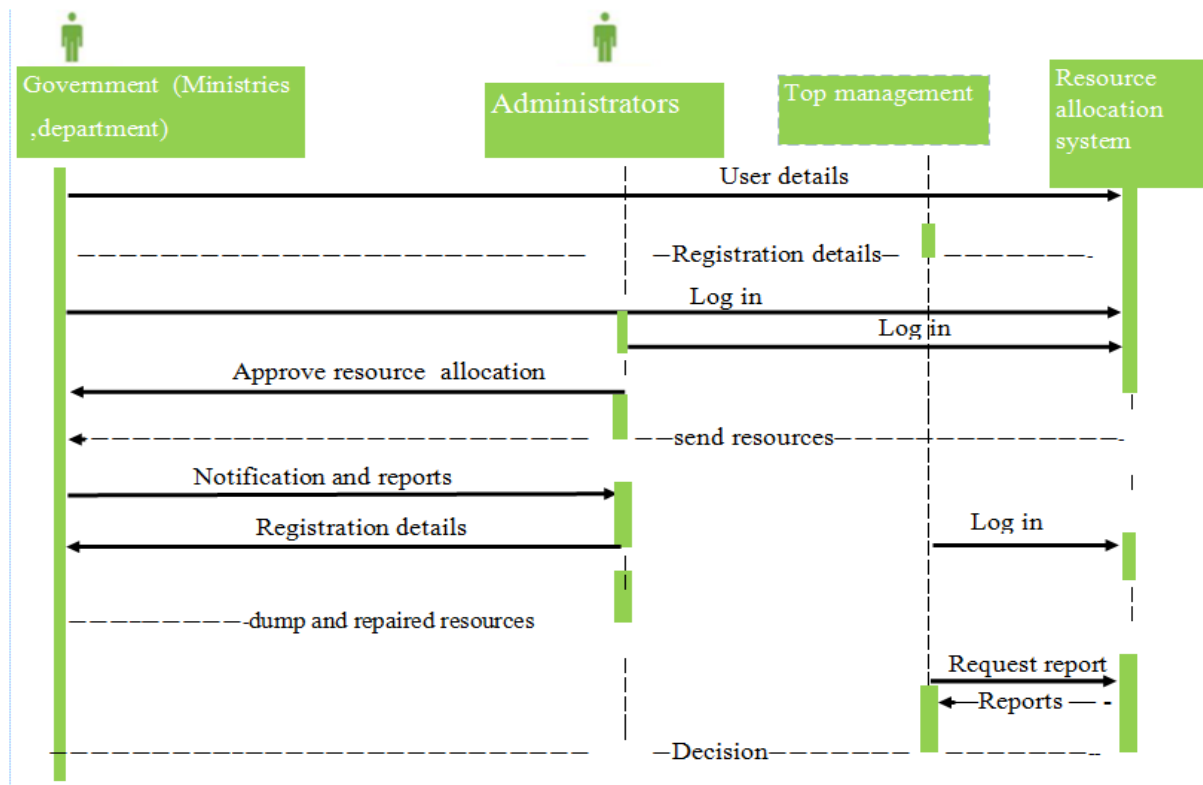 Government (Ministries
,department)
Administrators
Top management
Resource
allocation
system
User details
Registration details
Log in
Log in
Approve resource allocation
send resources
Notification and reports
Registration details
Log in
dump and repaired resources
Request report
Reports
Decision